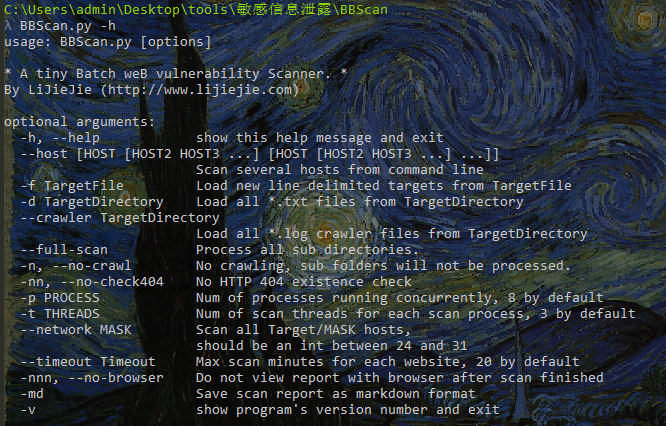 C:\Users\admin\Desktop\tools\敏感信息泄露\BBScan
λ BBScan.py -h
usage: BBScan.py [options]

* A tiny Batch weB vulnerability Scanner. *
By LiJieJie (http://www.lijiejie.com)

optional arguments:
  -h, --help            show this help message and exit
  --host [HOST [HOST2 HOST3 ...] [HOST [HOST2 HOST3 ...] ...]]
                        Scan several hosts from command line
  -f TargetFile         Load new line delimited targets from TargetFile
  -d TargetDirectory    Load all *.txt files from TargetDirectory
  --crawler TargetDirectory
                        Load all *.log crawler files from TargetDirectory
  --full-scan           Process all sub directories.
  -n, --no-crawl        No crawling, sub folders will not be processed.
  -nn, --no-check404    No HTTP 404 existence check
  -p PROCESS            Num of processes running concurrently, 8 by default
  -t THREADS            Num of scan threads for each scan process, 3 by default
  --network MASK        Scan all Target/MASK hosts,
                        should be an int between 24 and 31
  --timeout Timeout     Max scan minutes for each website, 20 by default
  -nnn, --no-browser    Do not view report with browser after scan finished
  -md                   Save scan report as markdown format
  -v                    show program's version number and exit